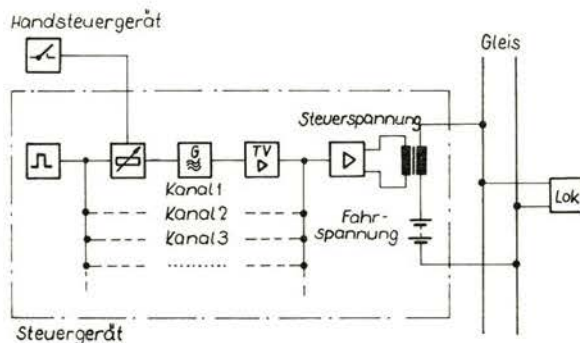 Handsteuergerät
Gleis
Steuerspannung
G
TV
Kanal 1
Kanal 2
Kanal 3
Fahr-
spannung
Lok
Steuergerät